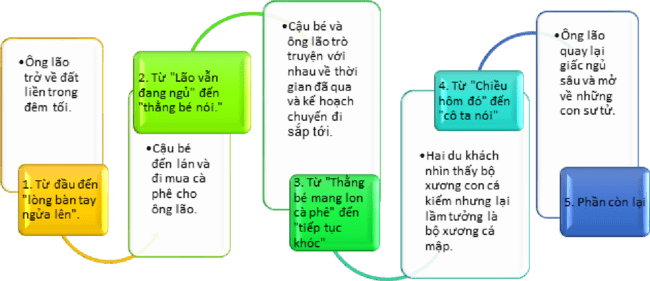 •Ông lão
trở về đất
liền trong
đêm tối.
1. Từ đầu đến
"lòng bàn tay
ngửa lên".
2. Từ "Lão vẫn
đang ngủ" đến
"thằng bé nói."
•Cậu bé
đến lán và
đi mua cà
phê cho
ông lão.
•Cậu bé và
ông lão trò
truyện với
nhau về thời
gian đã qua
và kế hoạch
chuyến đi
sắp tới.
3. Từ "Thằng
bé mang lon
cà phê" đến
"tiếp tục
khóc"
4. Từ "Chiều
hôm đó" đến
"cô ta nói"
•Hai du khách
nhìn thấy bộ
xương con cá
kiếm nhưng lại
lầm tưởng là
bộ xương cá
mập.
•Ông lão
quay lại
giấc ngủ
sâu và mở
về những
con sư tử.
5. Phần còn lại